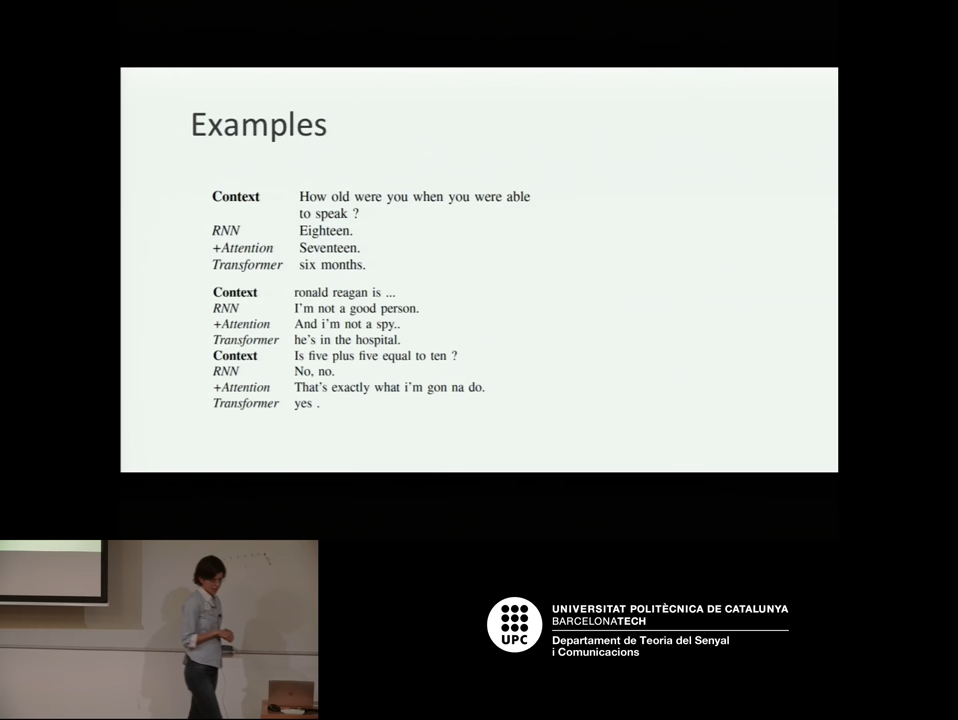 Examples
Context How old were you when you were able
to speak ?
RNN Eighteen.
+Attention Seventeen.
Transformer six months.
Context ronald reagan is ...
RNN I'm not a good person.
+Attention And i'm not a spy..
Transformer he's in the hospital.
Context Is five plus five equal to ten ?
RNN No, no.
+Attention That's exactly what i'm gon na do.
Transformer yes .
UPC
UNIVERSITAT POLITÈCNICA DE CATALUNYA
BARCELONATECH
Departament de Teoria del Senyal
i Comunicacions